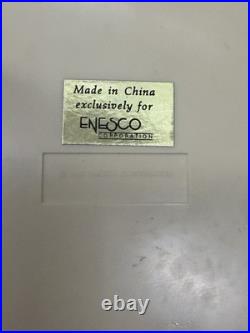 Made in China
exclusively for
ENESCO
CORPORATION